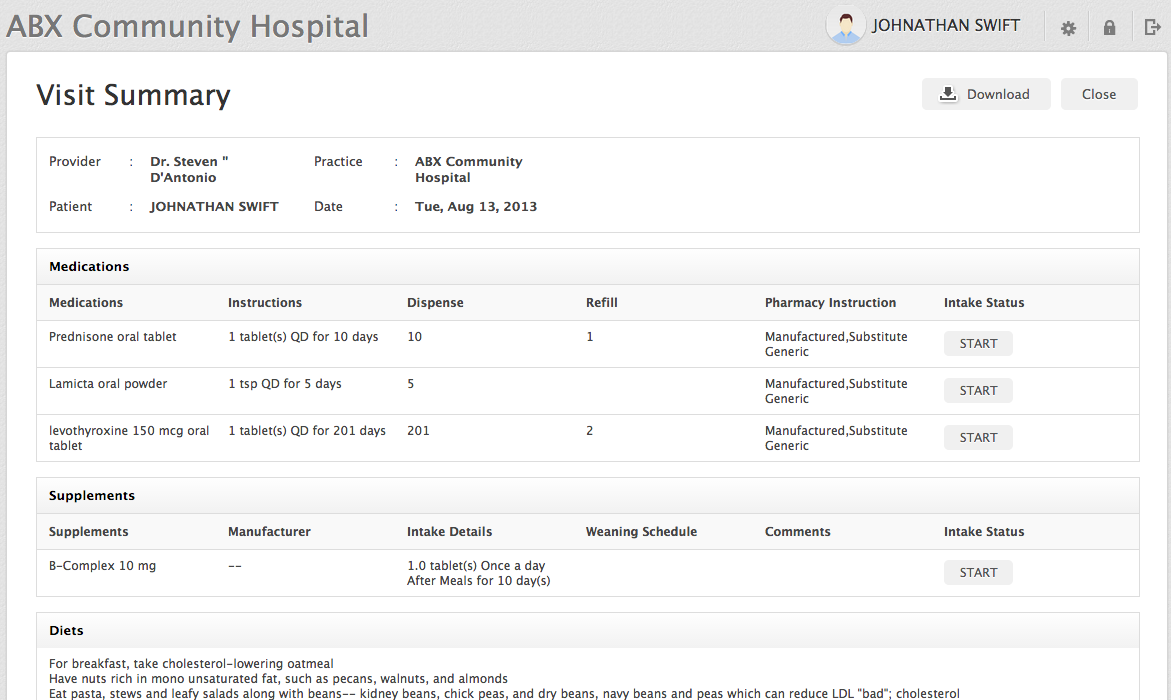 ABX Community Hospital
JOHNATHAN SWIFT
Visit Summary
Download
Close
Provider : Dr. Steven " Practice : ABX Community
D'Antonio Hospital
Patient : JOHNATHAN SWIFT Date : Tue, Aug 13, 2013
Medications
Medications Instructions Dispense Refill Pharmacy Instruction Intake Status
Prednisone oral tablet 1 tablet(s) QD for 10 days 10 1 Manufactured,Substitute START
Generic
Lamicta oral powder 1 tsp QD for 5 days 5 Manufactured,Substitute START
Generic
levothyroxine 150 mcg oral 1 tablet(s) QD for 201 days 201 2 Manufactured,Substitute START
tablet Generic
Supplements
Supplements Manufacturer Intake Details Weaning Schedule Comments Intake Status
B-Complex 10 mg -- 1.0 tablet(s) Once a day START
After Meals for 10 day(s)
Diets
For breakfast, take cholesterol-lowering oatmeal
Have nuts rich in mono unsaturated fat, such as pecans, walnuts, and almonds
Eat pasta, stews and leafy salads along with beans-- kidney beans, chick peas, and dry beans, navy beans and peas which can reduce LDL "bad"; cholesterol